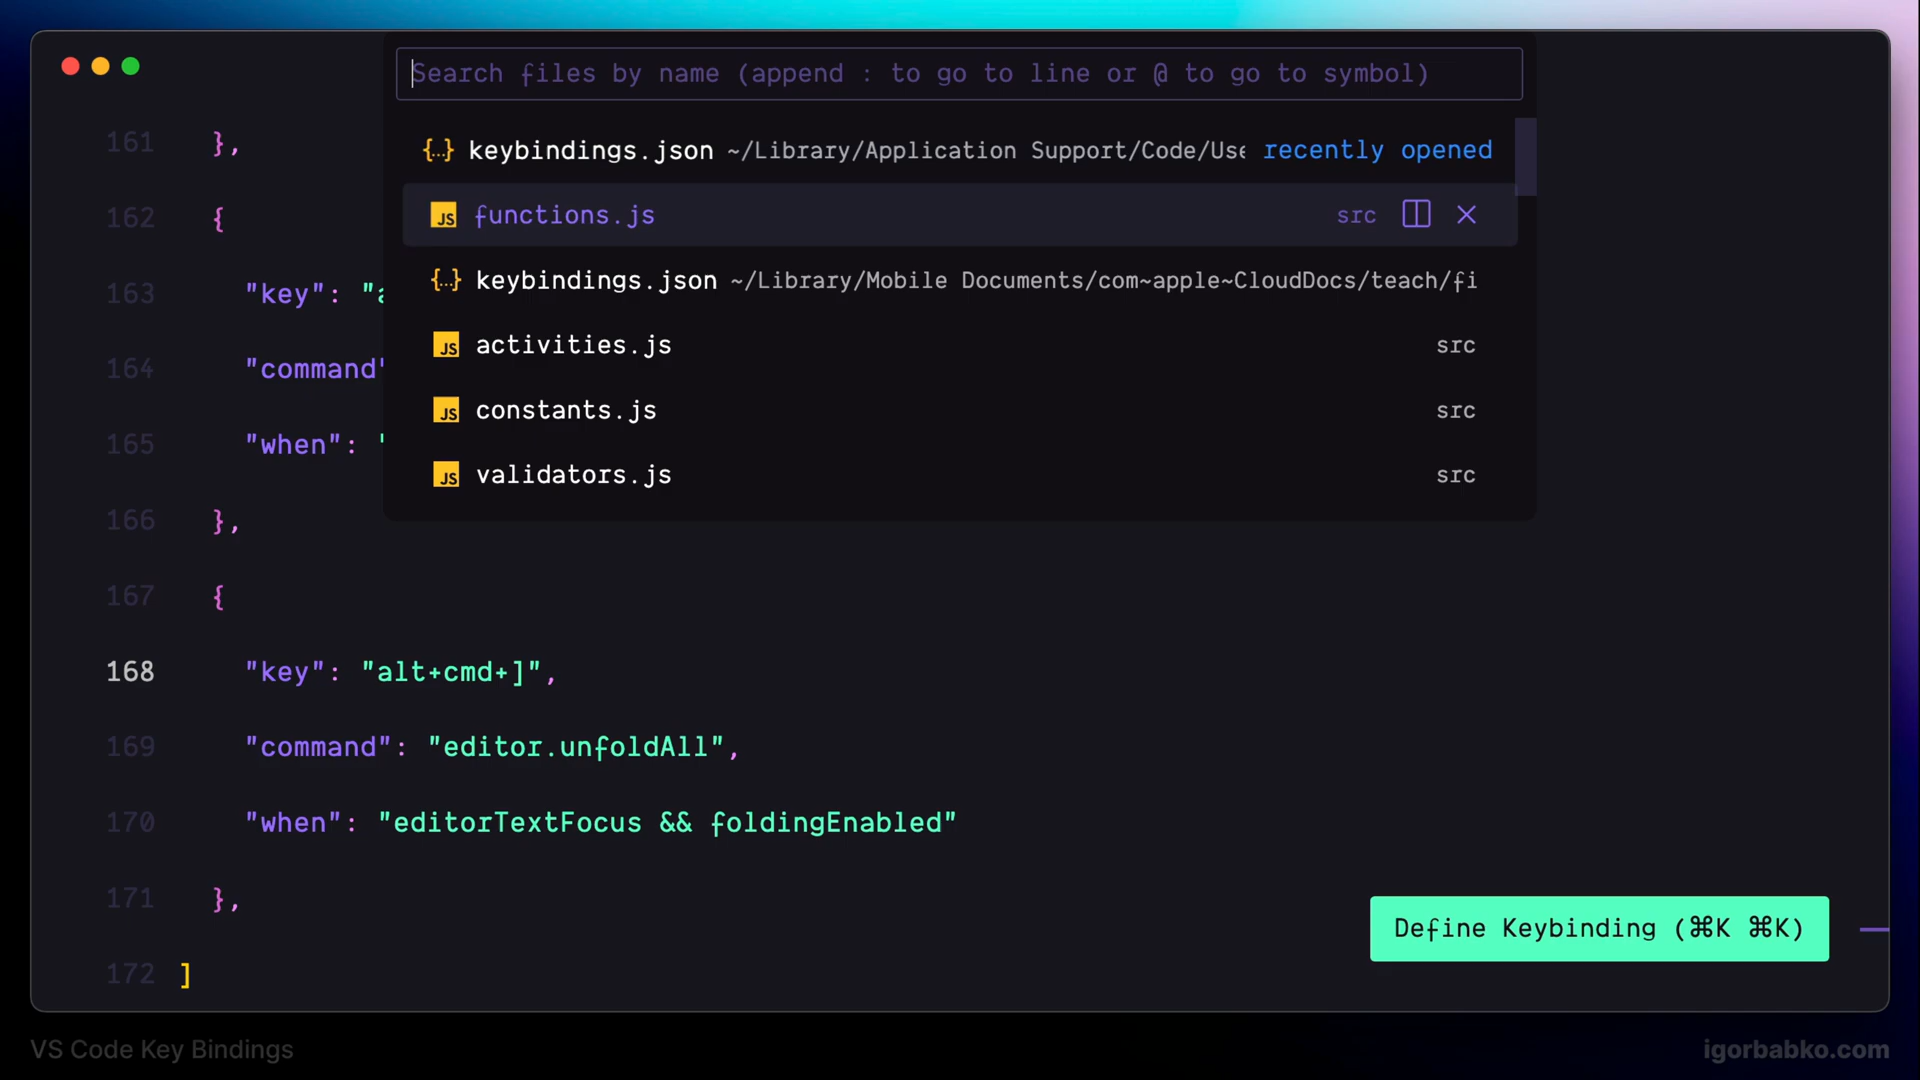 Search files by name (append : to go to line or @ to go to symbol)
{..} keybindings.json ~/Library/Application Support/Code/Use recently opened
JS functions.js src
{..} keybindings.json ~/Library/Mobile Documents/com~apple~CloudDocs/teach/fi
JS activities.js src
JS constants.js src
JS validators.js src
161 },
162 {
163 "key": "a
164 "command"
165 "when": "
166 },
167 {
168 "key": "alt+cmd+]",
169 "command": "editor.unfoldAll",
170 "when": "editorTextFocus && foldingEnabled"
171 },
172 ]
Define Keybinding (⌘K ⌘K)
VS Code Key Bindings
igorbabko.com